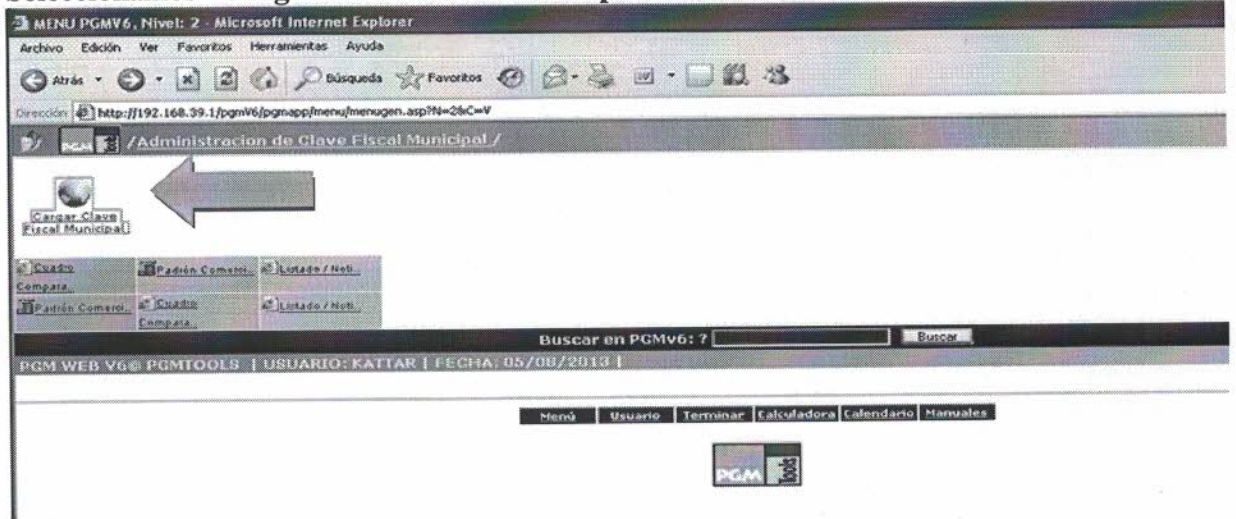 MENU PGMV6, Nivel: 2 - Microsoft Internet Explorer
Archivo Edición Ver Favoritos Herramientas Ayuda
Atrás Búsqueda Favoritos
Dirección http://192.168.39.1/pgmV6/pgmapp/menu/menugen.asp?N=2&C=V
PGM /Administracion de Clave Fiscal Municipal /
Cargar Clave
Fiscal Municipal
Cuadro Padrón Comerci.. Listado / Noti..
Compara..
Padrón Comerci.. Cuadro Listado / Noti..
Compara..
Buscar en PGMv6: ? Buscar
PGM WEB V6© PGMTOOLS | USUARIO: KATTAR | FECHA: 05/08/2013 |
Menú Usuario Terminar Calculadora Calendario Manuales
PGM Tools